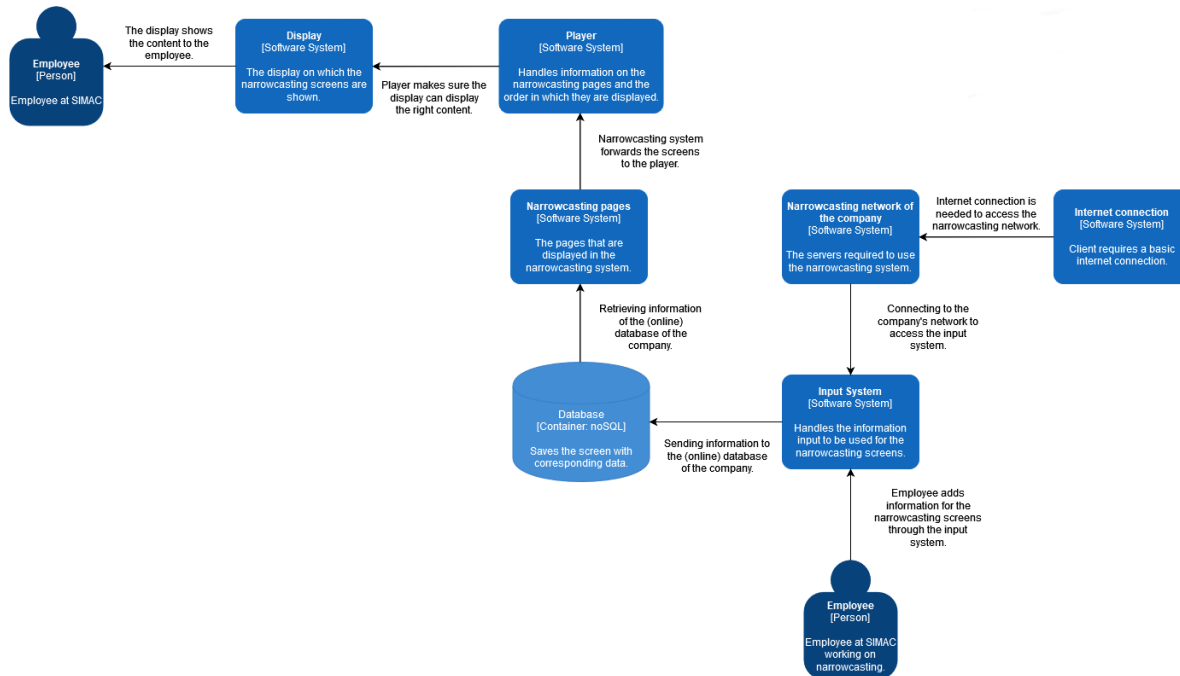 Employee
[Person]
Employee at SIMAC
The display shows
the content to the
employee.
Display
[Software System]
The display on which the
narrowcasting screens are
shown.
Player makes sure the
display can display
the right content.
Player
[Software System]
Handles information on the
narrowcasting pages and the
order in which they are displayed.
Narrowcasting system
forwards the screens
to the player.
Narrowcasting pages
[Software System]
The pages that are
displayed in the
narrowcasting system.
Narrowcasting network of
the company
[Software System]
The servers required to use
the narrowcasting system.
Internet connection is
needed to access the
narrowcasting network.
Internet connection
[Software System]
Client requires a basic
internet connection.
Retrieving information
of the (online)
database of the
company.
Connecting to the
company's network to
access the input
system.
Database
[Container: noSQL]
Saves the screen with
corresponding data.
Sending information to
the (online) database
of the company.
Input System
[Software System]
Handles the information
input to be used for the
narrowcasting screens.
Employee adds
information for the
narrowcasting screens
through the input
system.
Employee
[Person]
Employee at SIMAC
working on
narrowcasting.